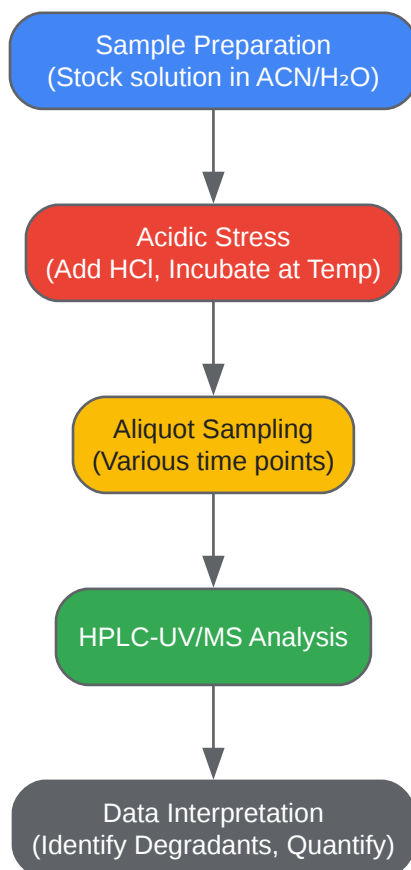 Sample Preparation
(Stock solution in ACN/H₂O)
Acidic Stress
(Add HCl, Incubate at Temp)
Aliquot Sampling
(Various time points)
HPLC-UV/MS Analysis
Data Interpretation
(Identify Degradants, Quantify)